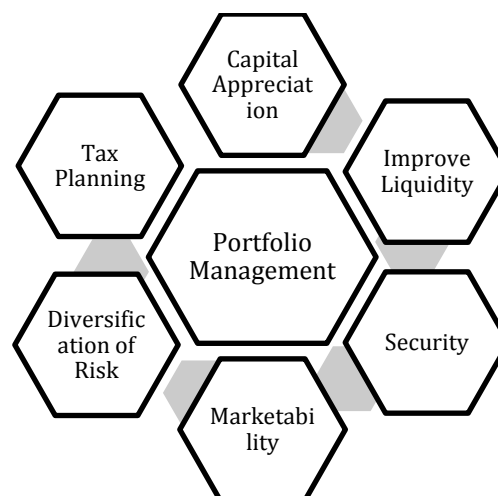 Capital
Appreciat
ion
Improve
Liquidity
Security
Marketabi
lity
Diversific
ation of
Risk
Tax
Planning
Portfolio
Management